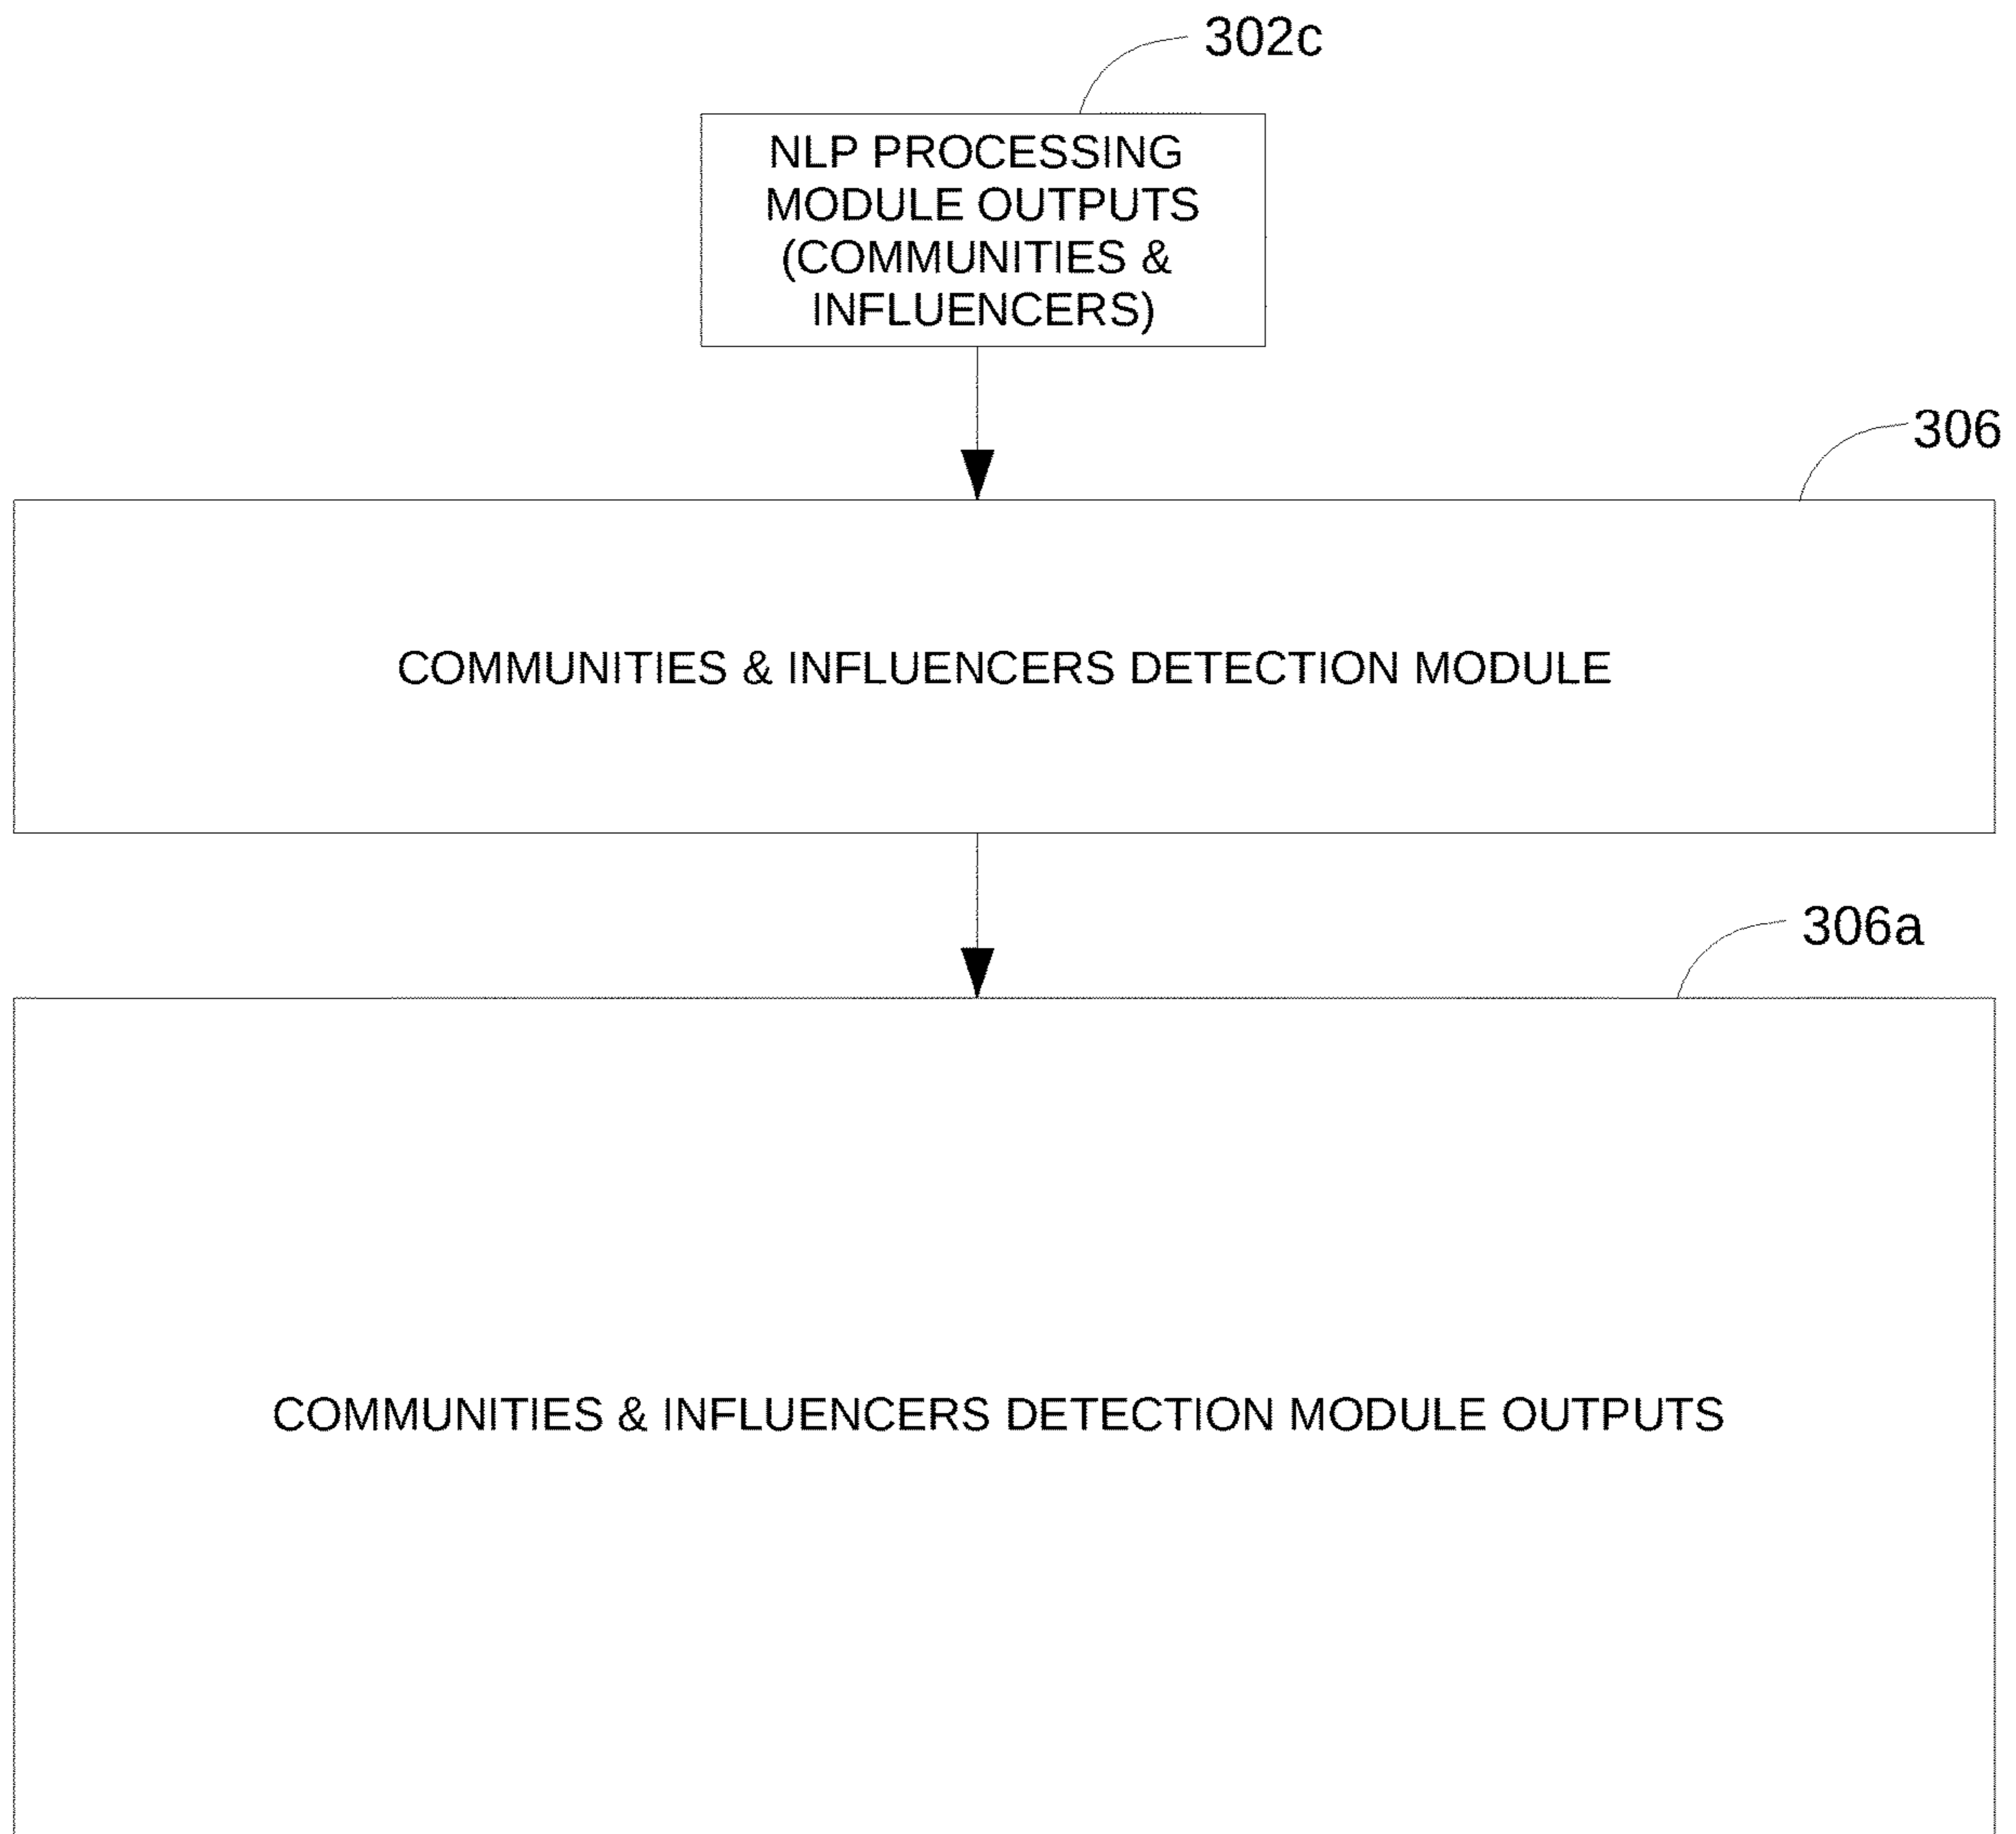 302c
NLP PROCESSING
MODULE OUTPUTS
(COMMUNITIES &
INFLUENCERS)
306
COMMUNITIES & INFLUENCERS DETECTION MODULE
306a
COMMUNITIES & INFLUENCERS DETECTION MODULE OUTPUTS